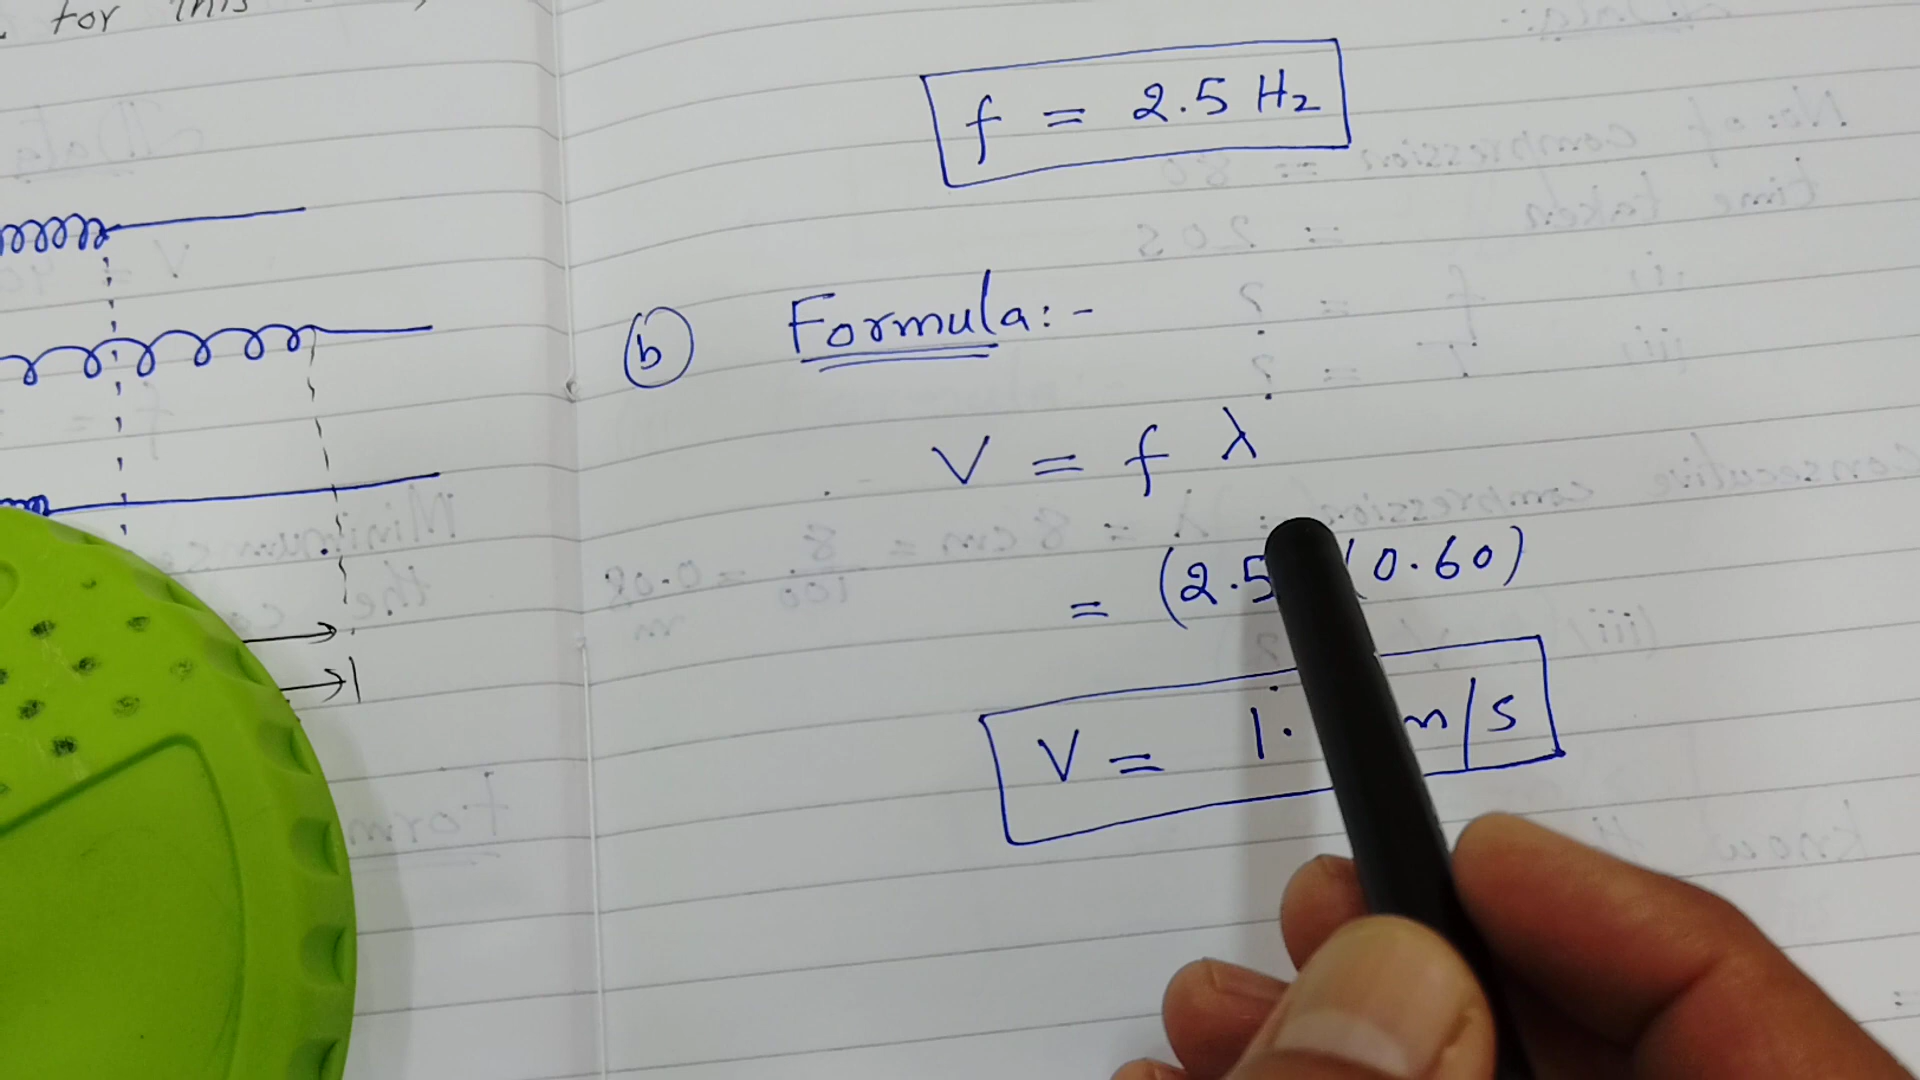 for this
f = 2.5 Hz
(b) Formula:-
V = f λ
= (2.5 (0.60)
V = 1. m/s